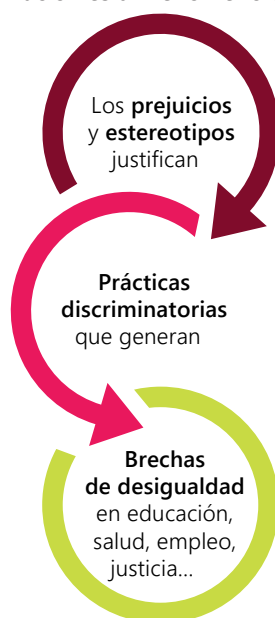 Los prejuicios
y estereotipos
justifican
Prácticas
discriminatorias
que generan
Brechas
de desigualdad
en educación,
salud, empleo,
justicia...